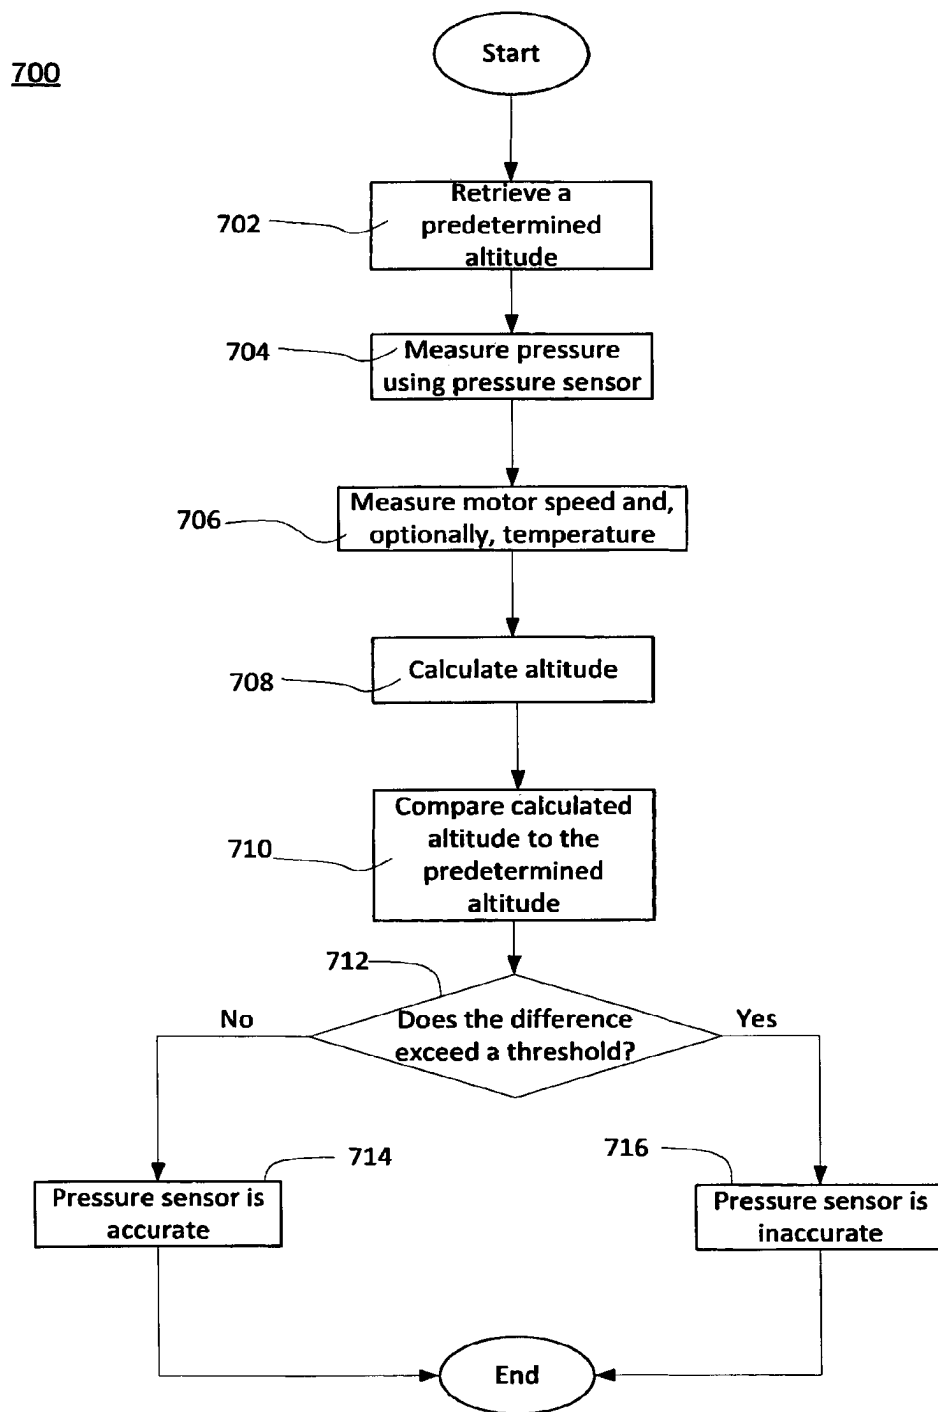 700
Start
702
Retrieve a
predetermined
altitude
704
Measure pressure
using pressure sensor
706
Measure motor speed and,
optionally, temperature
708
Calculate altitude
710
Compare calculated
altitude to the
predetermined
altitude
712
Does the difference
exceed a threshold?
No
Yes
714
Pressure sensor is
accurate
716
Pressure sensor is
inaccurate
End